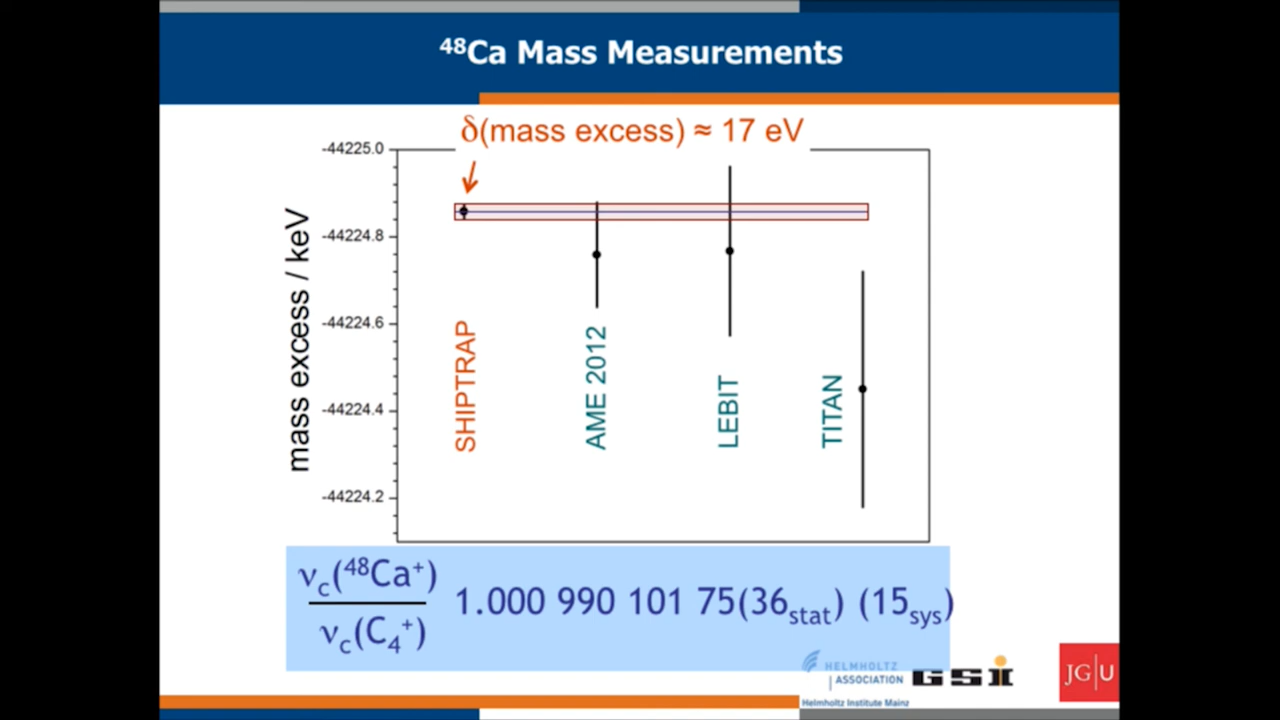 ⁴⁸Ca Mass Measurements
δ(mass excess) ≈ 17 eV
-44225.0
-44224.8
-44224.6
-44224.4
-44224.2
mass excess / keV
SHIPTRAP
AME 2012
LEBIT
TITAN
νc(⁴⁸Ca⁺)
νc(C₄⁺)
1.000 990 101 75(36stat) (15sys)
HELMHOLTZ
ASSOCIATION
Helmholtz Institute Mainz
GSI
JG|U